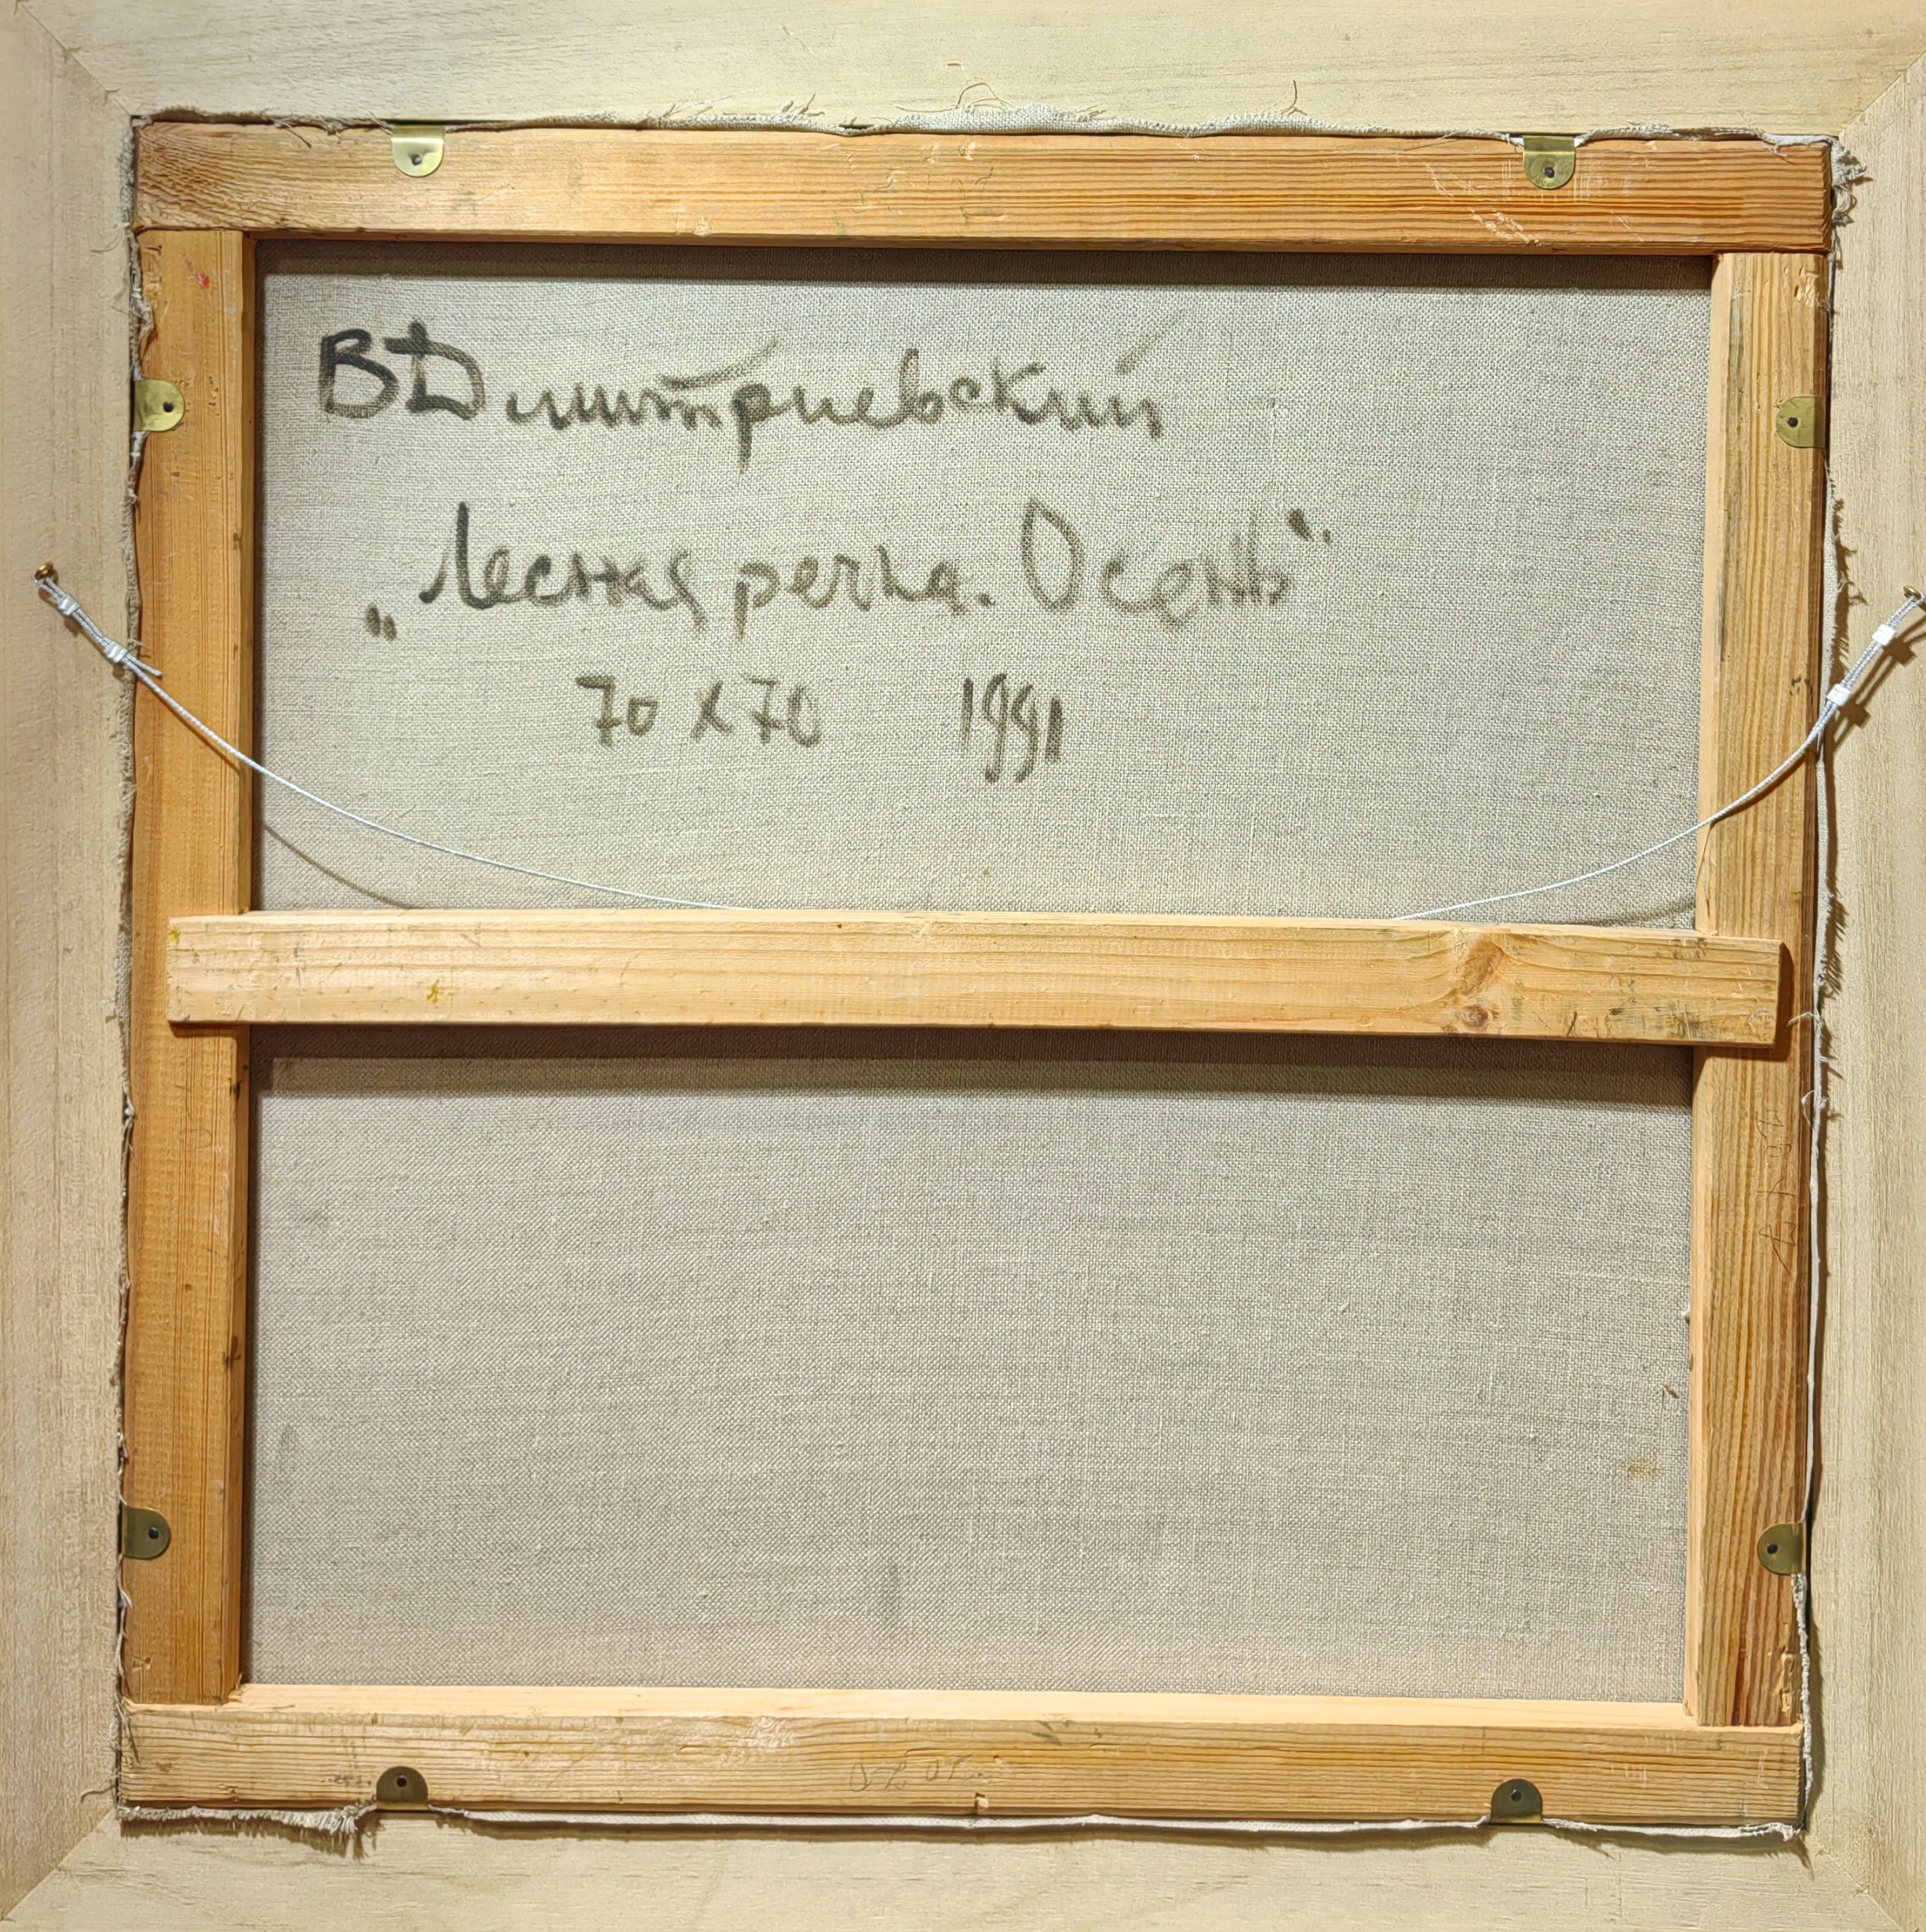 В Дмитриевский
„Лесная речка. Осень“
70 х 70 1991